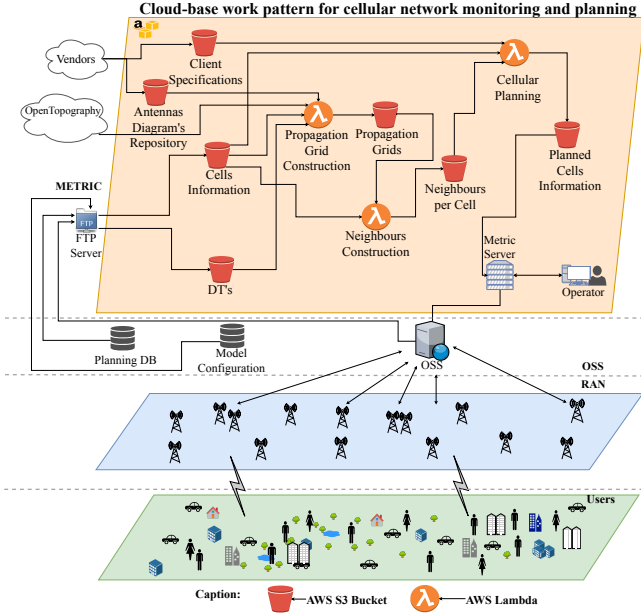 Cloud-base work pattern for cellular network monitoring and planning
a
Vendors
Client
Specifications
Cellular
Planning
OpenTopography
Antennas
Diagram's
Repository
Propagation
Grid
Construction
Propagation
Grids
Planned
Cells
Information
Cells
Information
Neighbours
per Cell
METRIC
FTP
FTP
Server
Neighbours
Construction
Metric
Server
DT's
Operator
Planning DB
Model
Configuration
OSS
OSS
RAN
Users
Caption:
AWS S3 Bucket
AWS Lambda